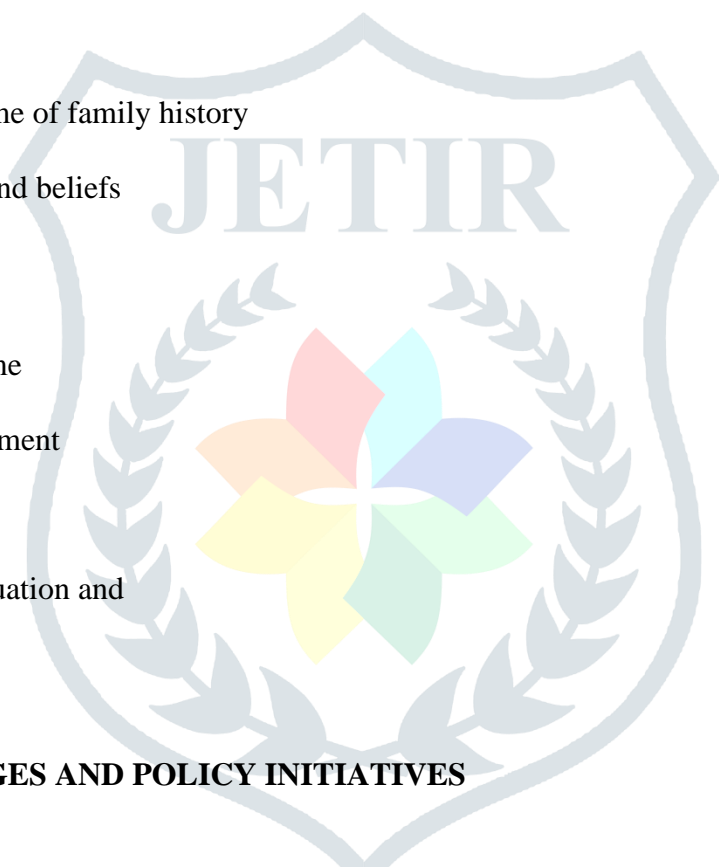 ne of family history
JETIR
nd beliefs
ne
ment
uation and
GES AND POLICY INITIATIVES